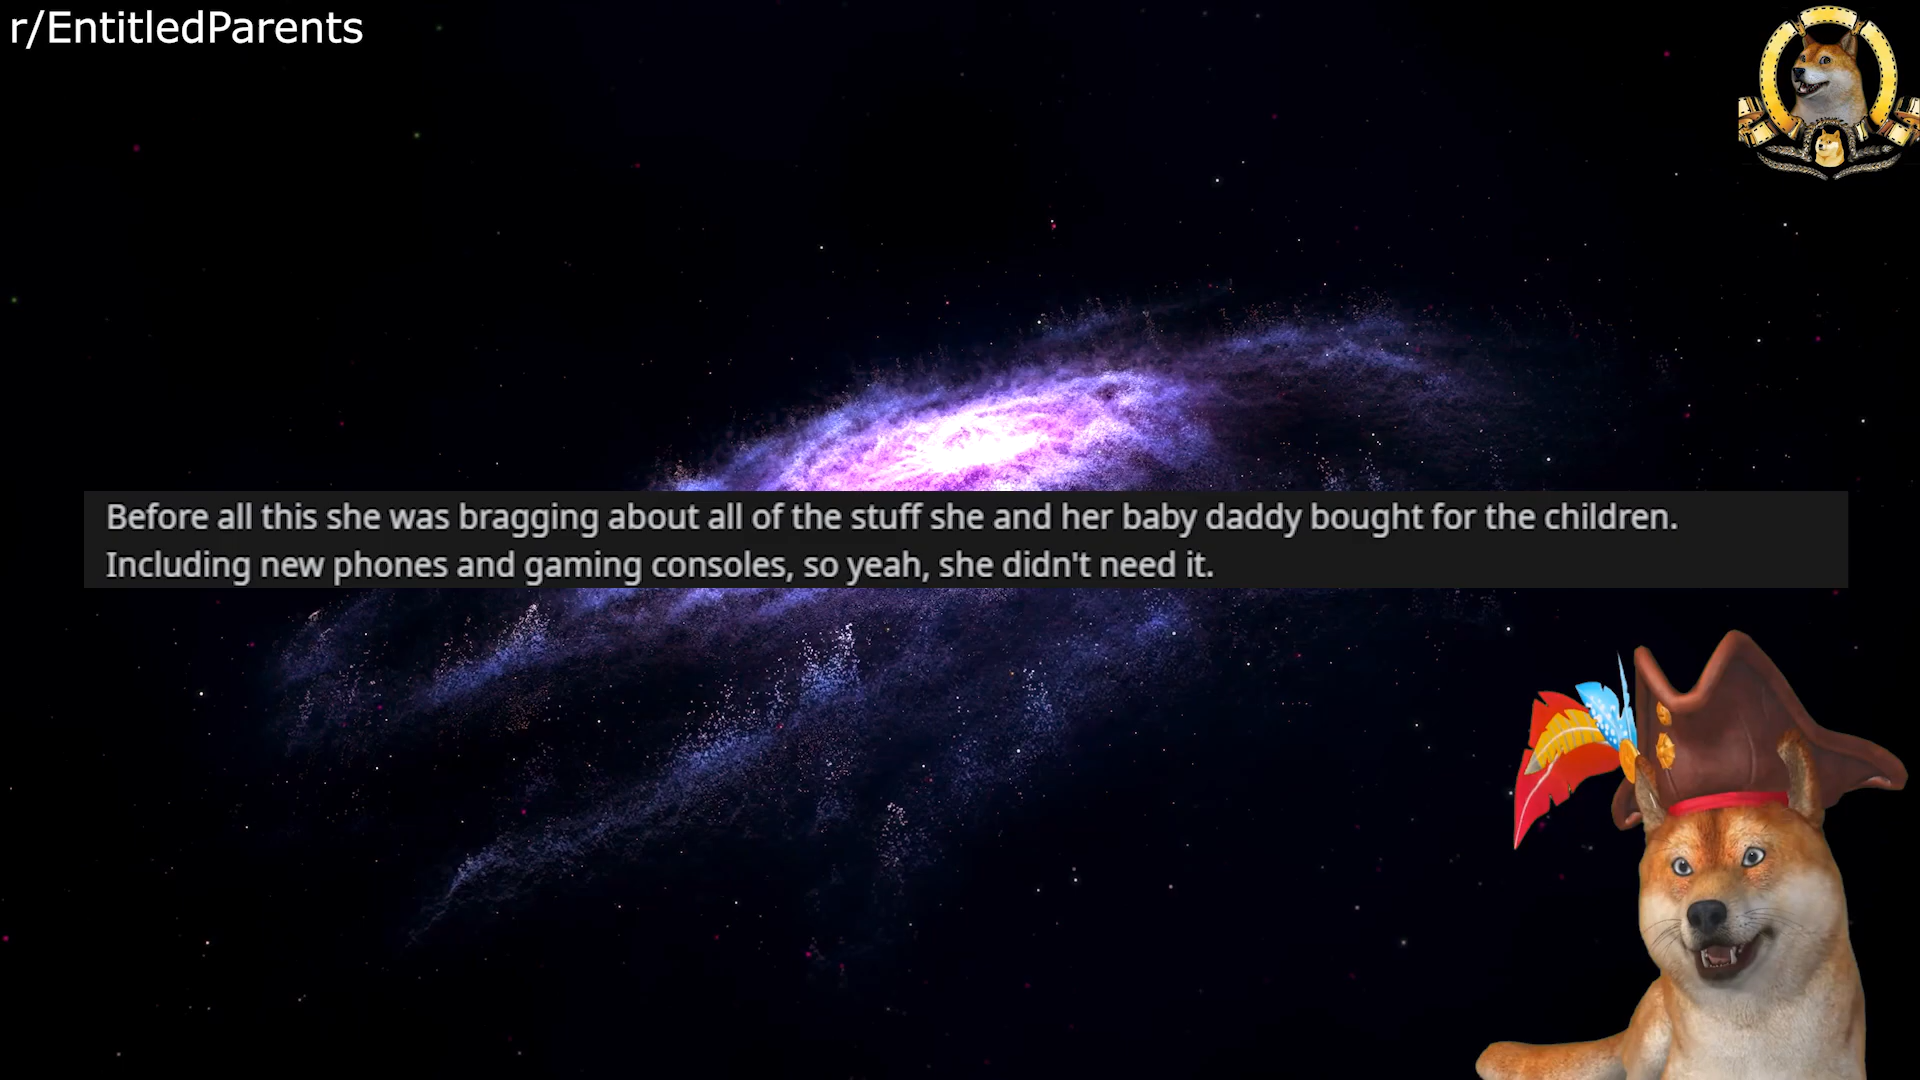 r/EntitledParents
Before all this she was bragging about all of the stuff she and her baby daddy bought for the children.
Including new phones and gaming consoles, so yeah, she didn't need it.